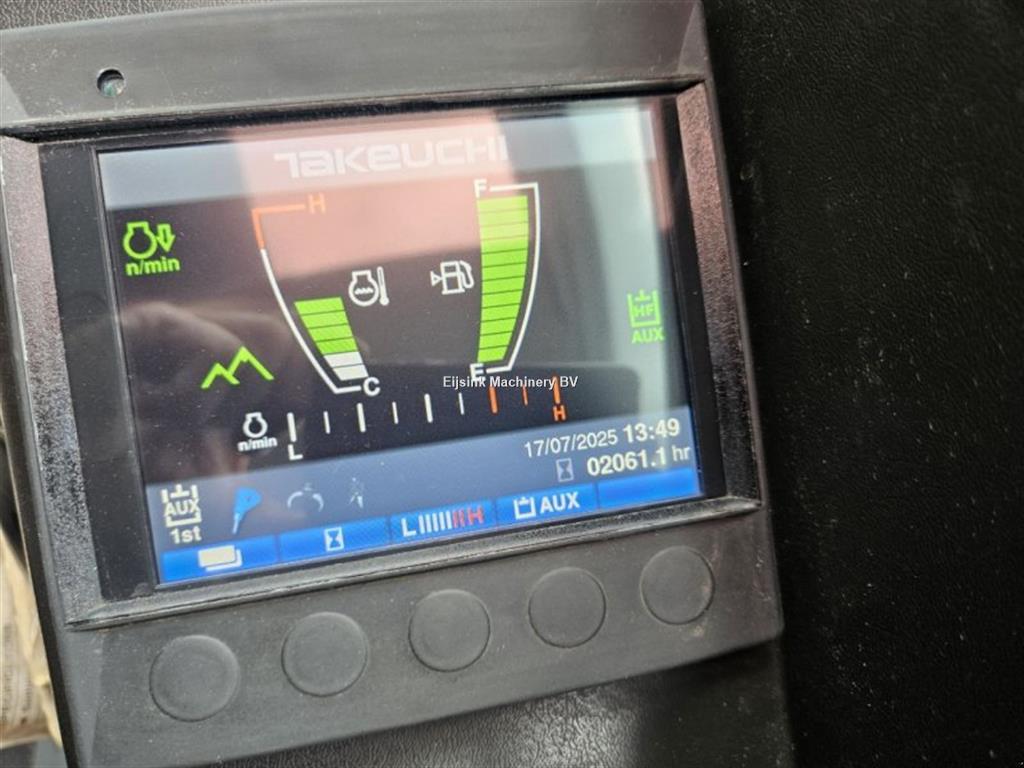 TAKEUCHI
H
F
n/min
HF
AUX
C
E
Eijsink Machinery BV
n/min
L
H
17/07/2025 13:49
02061.1 hr
AUX
1st
L H
AUX